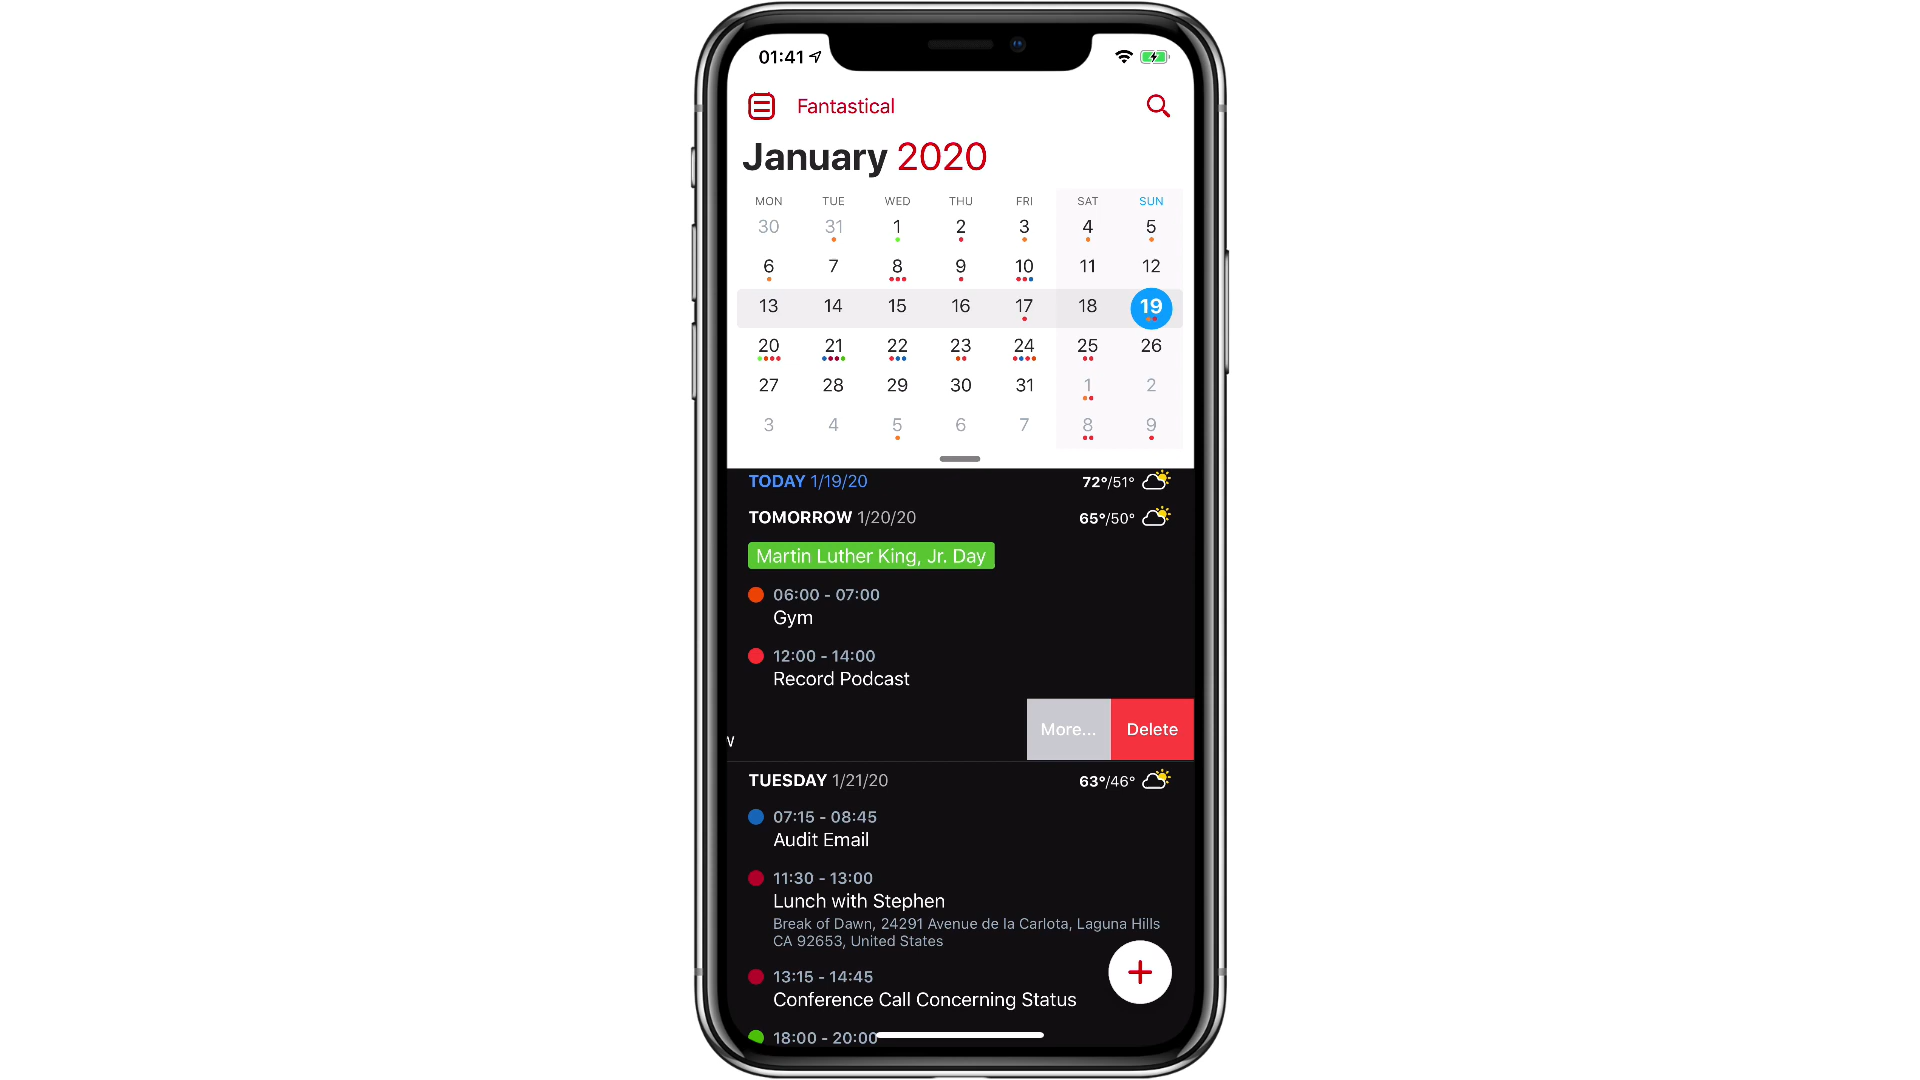 01:41
Fantastical
January 2020
MON TUE WED THU FRI SAT SUN
30 31 1 2 3 4 5
6 7 8 9 10 11 12
13 14 15 16 17 18 19
20 21 22 23 24 25 26
27 28 29 30 31 1 2
3 4 5 6 7 8 9
TODAY 1/19/20 72°/51°
TOMORROW 1/20/20 65°/50°
Martin Luther King, Jr. Day
06:00 - 07:00
Gym
12:00 - 14:00
Record Podcast
More... Delete
TUESDAY 1/21/20 63°/46°
07:15 - 08:45
Audit Email
11:30 - 13:00
Lunch with Stephen
Break of Dawn, 24291 Avenue de la Carlota, Laguna Hills
CA 92653, United States
13:15 - 14:45
Conference Call Concerning Status
18:00 - 20:00